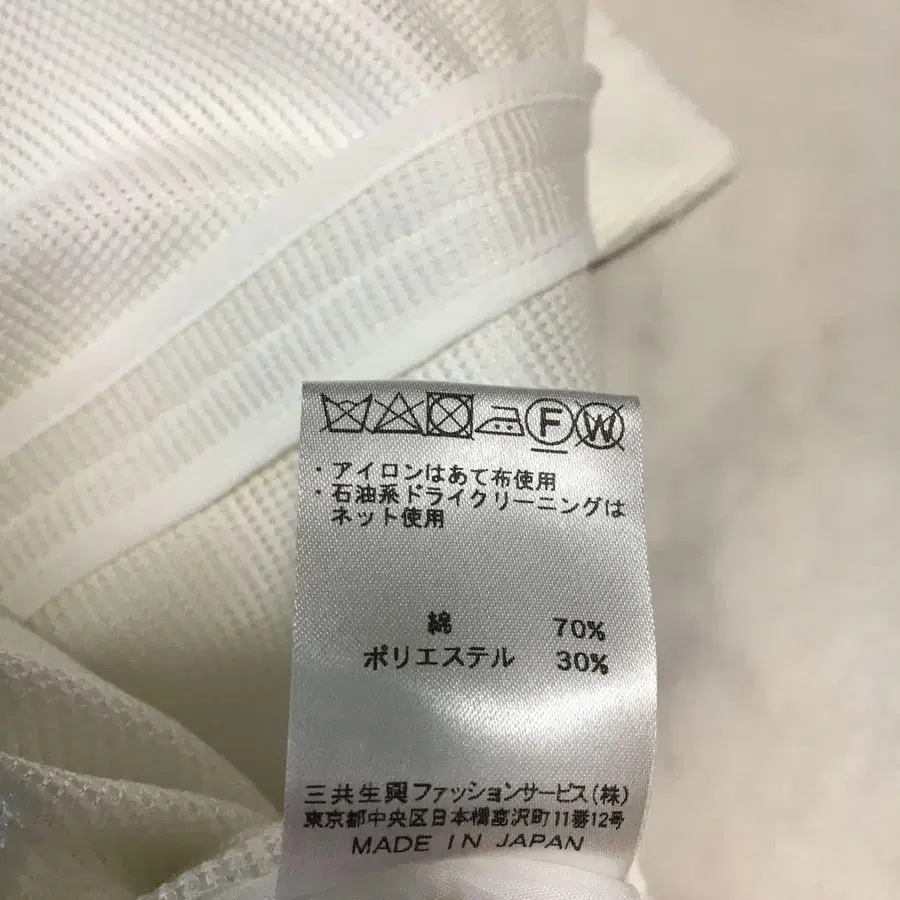 F W
・アイロンはあて布使用
・石油系ドライクリーニングは
ネット使用
綿 70%
ポリエステル 30%
三共生興ファッションサービス(株)
東京都中央区日本橋富沢町11番12号
MADE IN JAPAN